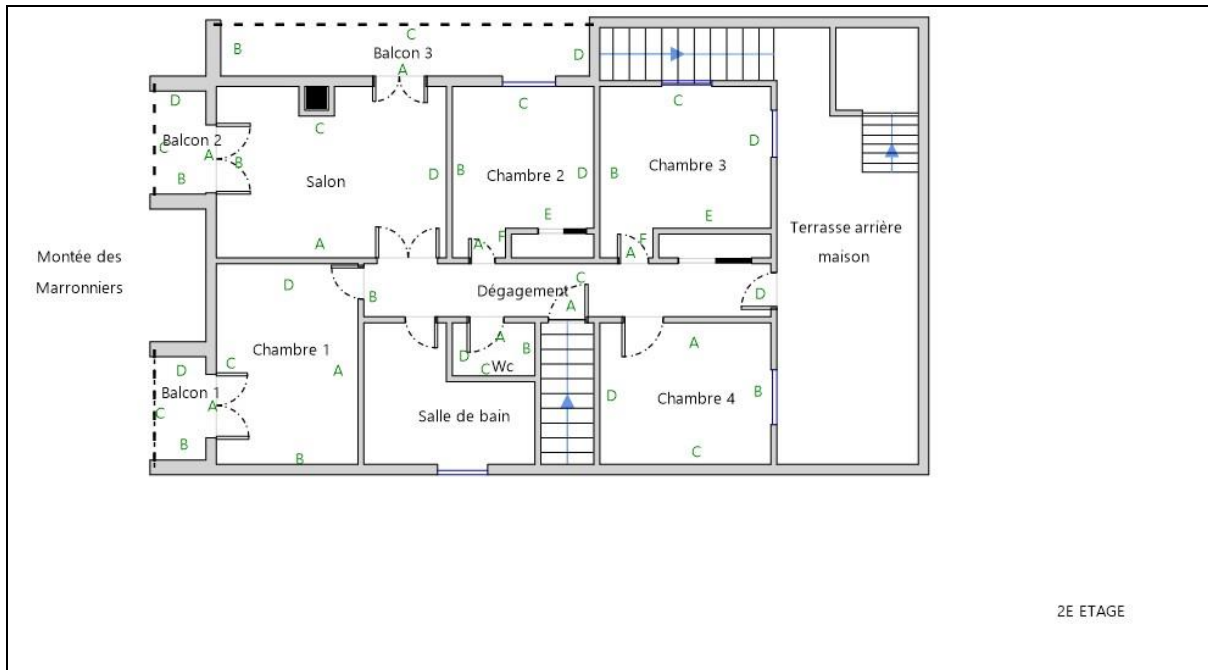 C
B
Balcon 3
D
A
D
Balcon 2
C
A
B
B
C
Salon
D
A
C
B
Chambre 2
D
E
A
F
C
D
B
Chambre 3
E
F
A
Terrasse arrière
maison
Montée des
Marronniers
B
Dégagement
C
A
D
D
Chambre 1
C
A
B
D
Balcon 1
C
A
B
A
B
D
C
Wc
Salle de bain
A
B
D
Chambre 4
C
2E ETAGE